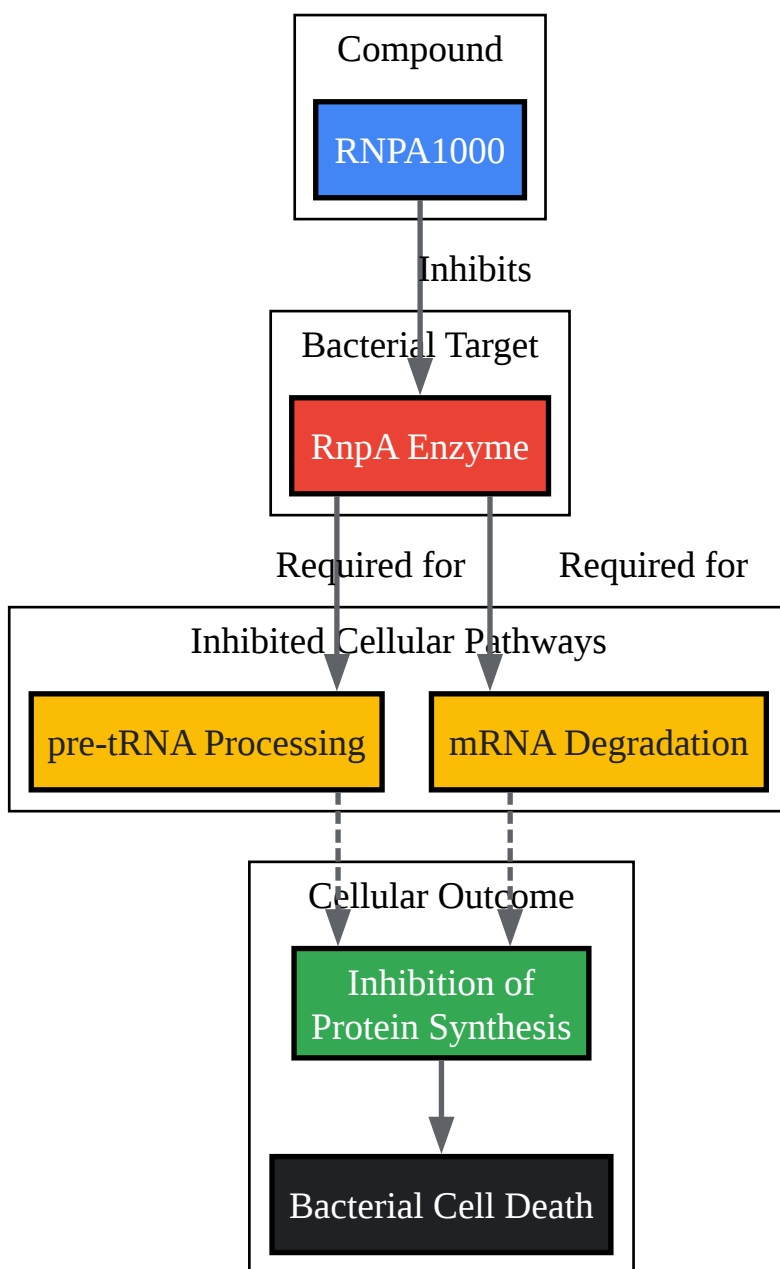 Compound
RNPA1000
Inhibits
Bacterial Target
RnpA Enzyme
Required for
Required for
Inhibited Cellular Pathways
pre-tRNA Processing
mRNA Degradation
Cellular Outcome
Inhibition of
Protein Synthesis
Bacterial Cell Death